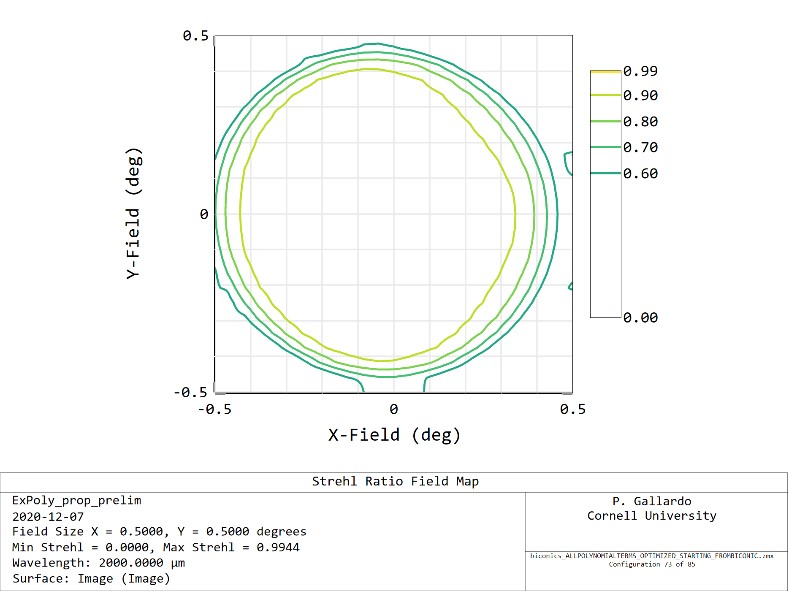 0.5
0
-0.5
Y-Field (deg)
-0.5
0
0.5
X-Field (deg)
0.99
0.90
0.80
0.70
0.60
0.00
Strehl Ratio Field Map
ExPoly_prop_prelim
2020-12-07
Field Size X = 0.5000, Y = 0.5000 degrees
Min Strehl = 0.0000, Max Strehl = 0.9944
Wavelength: 2000.0000 µm
Surface: Image (Image)
P. Gallardo
Cornell University
biconics_ALLPOLYNOMIALTERMS_OPTIMIZED_STARTING_FROMBICONIC.zmx
Configuration 73 of 85